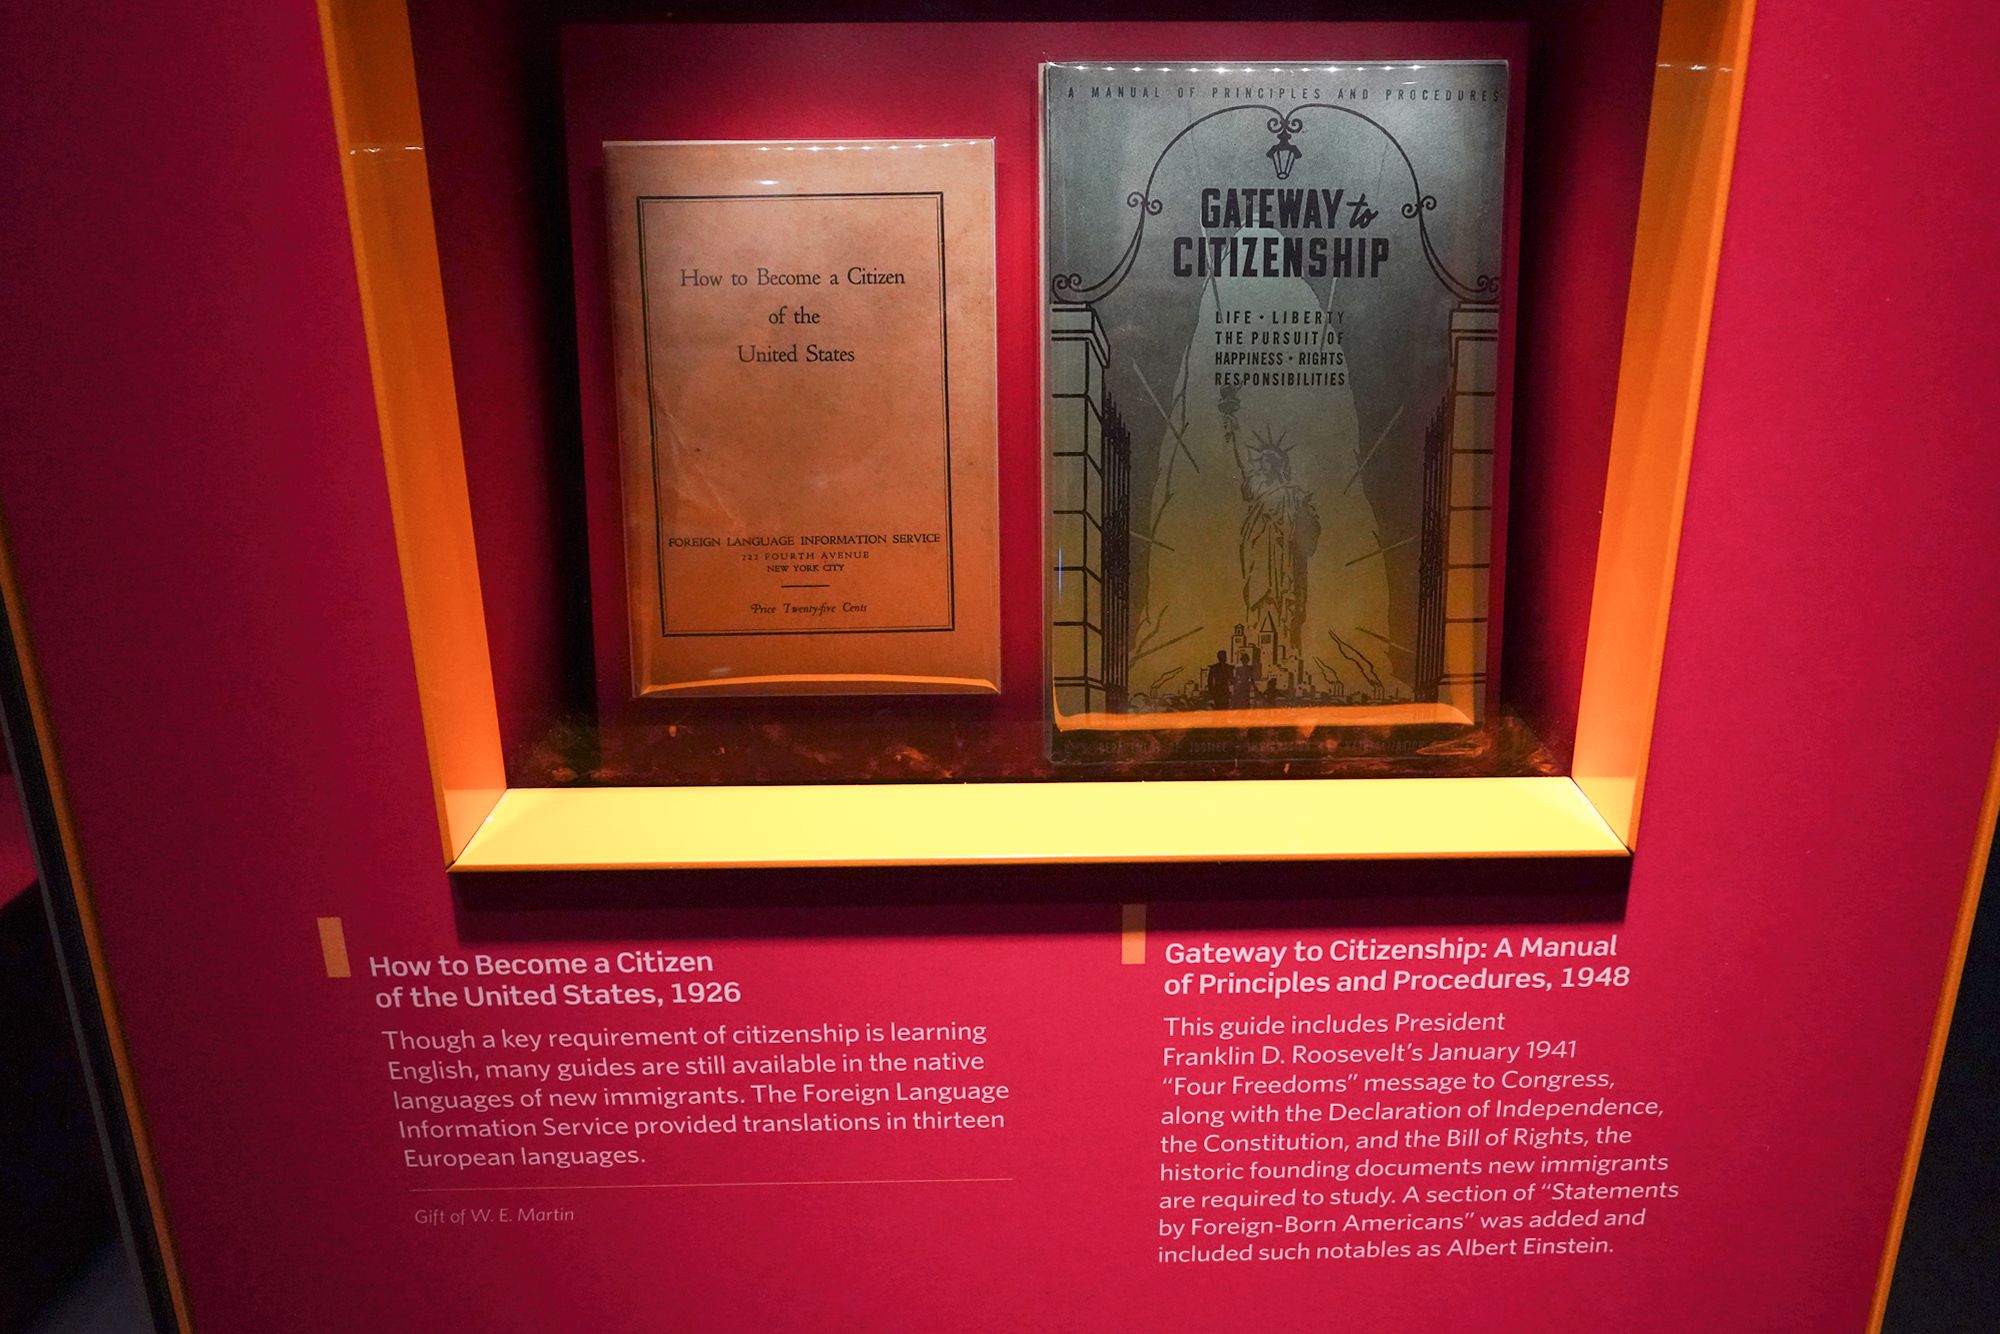 How to Become a Citizen
of the
United States
FOREIGN LANGUAGE INFORMATION SERVICE
222 FOURTH AVENUE
NEW YORK CITY
Price Twenty-five Cents
A MANUAL OF PRINCIPLES AND PROCEDURES
GATEWAY to
CITIZENSHIP
LIFE • LIBERTY
THE PURSUIT OF
HAPPINESS • RIGHTS
RESPONSIBILITIES
U.S. DEPARTMENT OF JUSTICE • IMMIGRATION AND NATURALIZATION
How to Become a Citizen
of the United States, 1926
Though a key requirement of citizenship is learning
English, many guides are still available in the native
languages of new immigrants. The Foreign Language
Information Service provided translations in thirteen
European languages.
Gift of W. E. Martin
Gateway to Citizenship: A Manual
of Principles and Procedures, 1948
This guide includes President
Franklin D. Roosevelt's January 1941
“Four Freedoms” message to Congress,
along with the Declaration of Independence,
the Constitution, and the Bill of Rights, the
historic founding documents new immigrants
are required to study. A section of “Statements
by Foreign-Born Americans” was added and
included such notables as Albert Einstein.